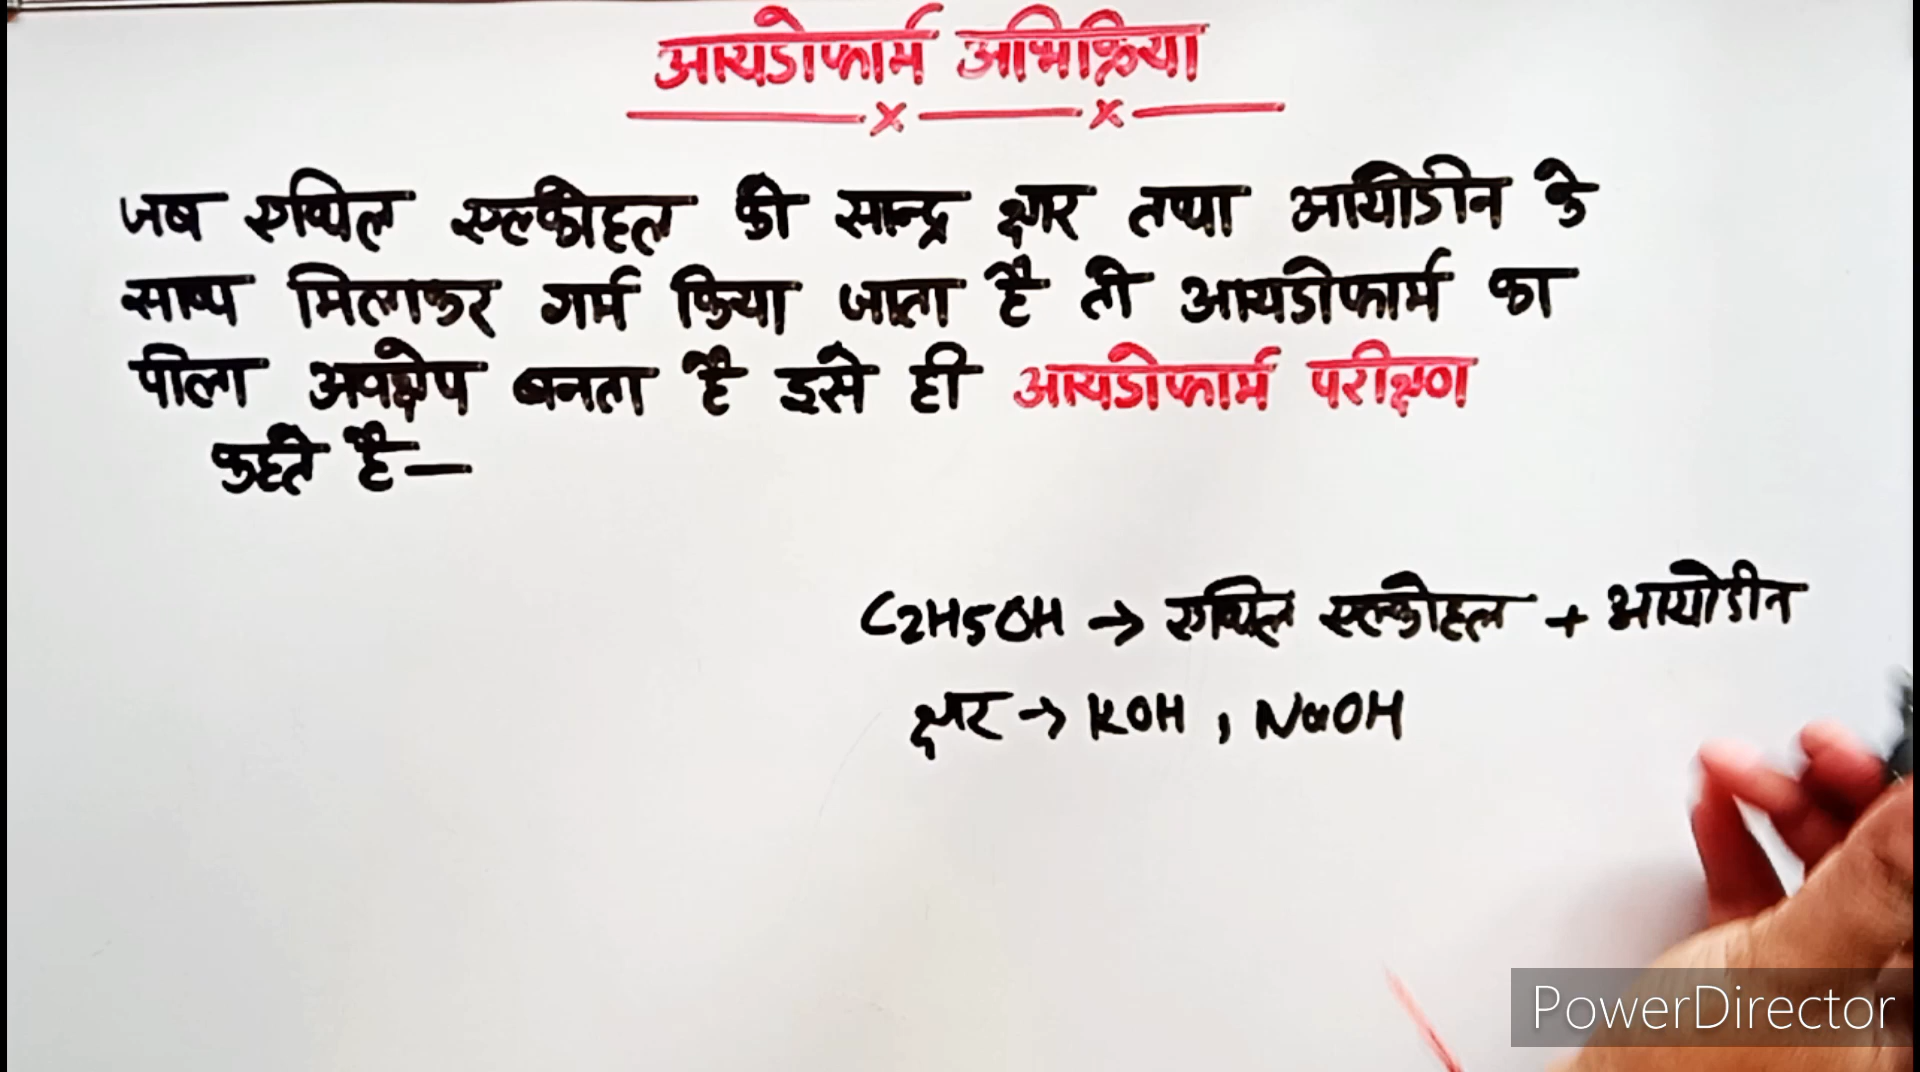 आयडोफार्म अभिक्रिया
जब एथिल एल्कोहल को सान्द्र क्षार तथा आयोडीन के
साथ मिलाकर गर्म किया जाता है तो आयडोफार्म का
पीला अवक्षेप बनता है इसे ही आयडोफार्म परीक्षण
कहते है—
C2H5OH → एथिल एल्कोहल + आयोडीन
क्षार → KOH , NaOH
PowerDirector